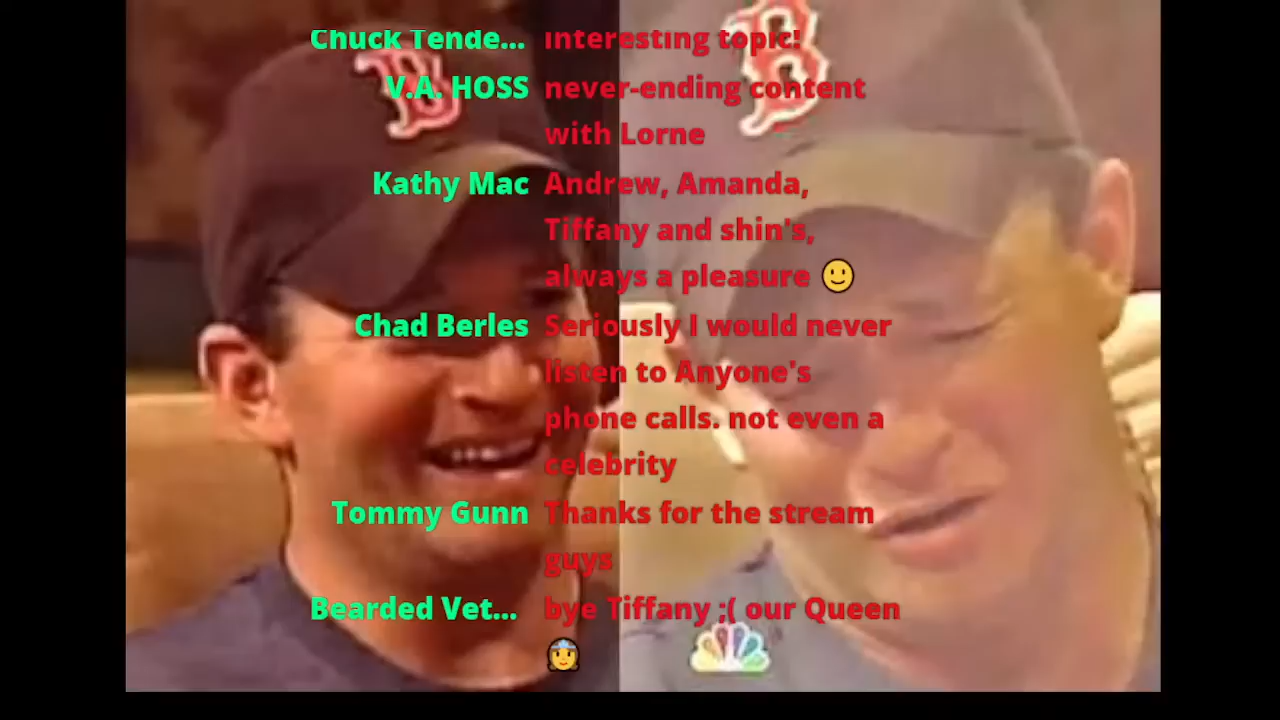 Chuck Tende... interesting topic!
V.A. HOSS never-ending content
with Lorne
Kathy Mac Andrew, Amanda,
Tiffany and shin's,
always a pleasure 🙂
Chad Berles Seriously I would never
listen to Anyone's
phone calls. not even a
celebrity
Tommy Gunn Thanks for the stream
guys
Bearded Vet... bye Tiffany ;( our Queen
👸
B
B